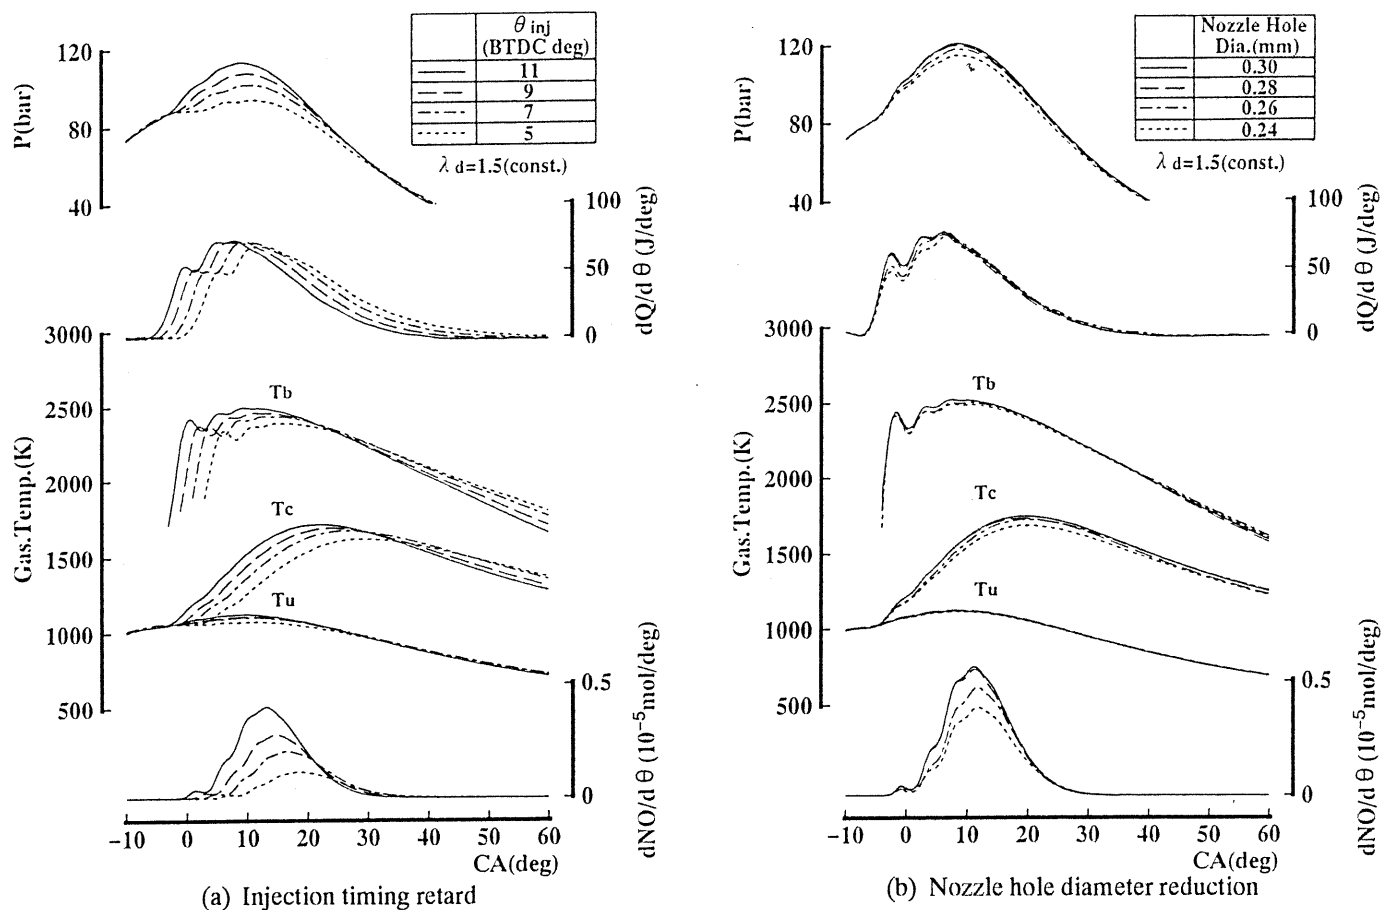 θ inj
(BTDC deg)
11
9
7
5
λ d=1.5(const.)
P(bar)
120
80
40
100
50
0
dQ/d θ (J/deg)
3000
2500
2000
1500
1000
500
Gas.Temp.(K)
Tb
Tc
Tu
0.5
0
dNO/d θ (10⁻⁵mol/deg)
−10 0 10 20 30 40 50 60
CA(deg)
(a) Injection timing retard
Nozzle Hole
Dia.(mm)
0.30
0.28
0.26
0.24
λ d=1.5(const.)
P(bar)
120
80
40
100
50
0
dQ/d θ (J/deg)
3000
2500
2000
1500
1000
500
Gas.Temp.(K)
Tb
Tc
Tu
0.5
0
dNO/d θ (10⁻⁵mol/deg)
−10 0 10 20 30 40 50 60
CA(deg)
(b) Nozzle hole diameter reduction